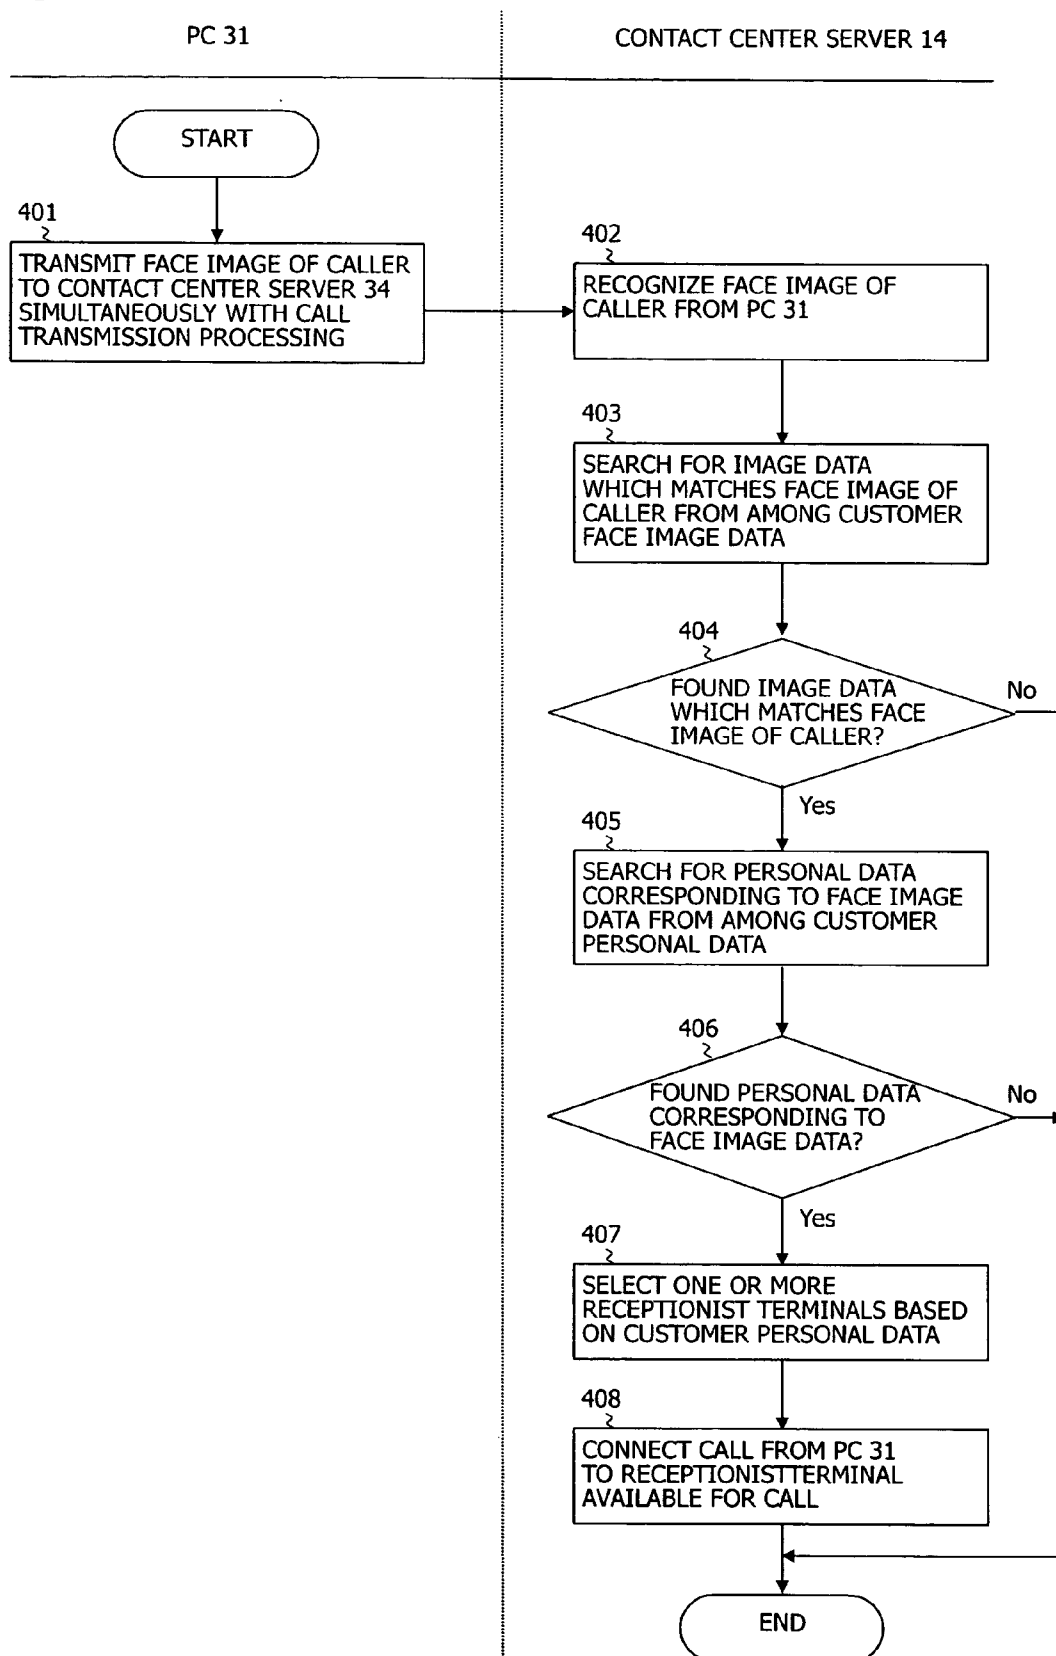 PC 31
CONTACT CENTER SERVER 14
START
401
TRANSMIT FACE IMAGE OF CALLER
TO CONTACT CENTER SERVER 34
SIMULTANEOUSLY WITH CALL
TRANSMISSION PROCESSING
402
RECOGNIZE FACE IMAGE OF
CALLER FROM PC 31
403
SEARCH FOR IMAGE DATA
WHICH MATCHES FACE IMAGE OF
CALLER FROM AMONG CUSTOMER
FACE IMAGE DATA
404
FOUND IMAGE DATA
WHICH MATCHES FACE
IMAGE OF CALLER?
No
Yes
405
SEARCH FOR PERSONAL DATA
CORRESPONDING TO FACE IMAGE
DATA FROM AMONG CUSTOMER
PERSONAL DATA
406
FOUND PERSONAL DATA
CORRESPONDING TO
FACE IMAGE DATA?
No
Yes
407
SELECT ONE OR MORE
RECEPTIONIST TERMINALS BASED
ON CUSTOMER PERSONAL DATA
408
CONNECT CALL FROM PC 31
TO RECEPTIONISTTERMINAL
AVAILABLE FOR CALL
END